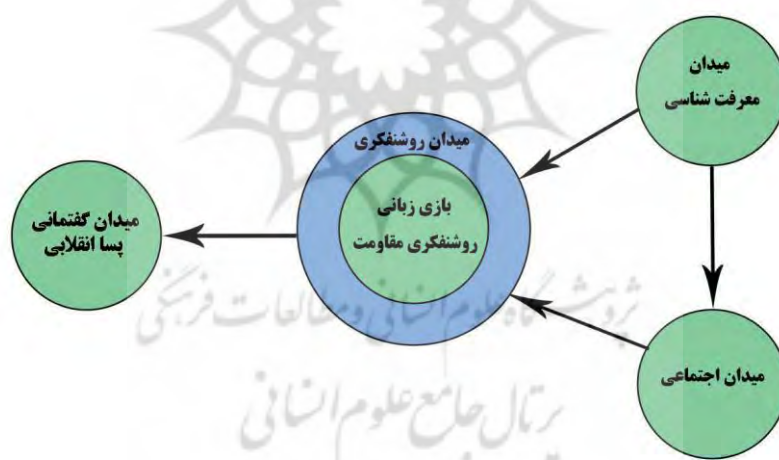 میدان
معرفت شناسی
میدان روشنفکری
بازی زبانی
روشنفکری مقاومت
میدان گفتمانی
پسا انقلابی
میدان اجتماعی
پژوهشگاه علوم انسانی و مطالعات فرهنگی
پرتال جامع علوم انسانی